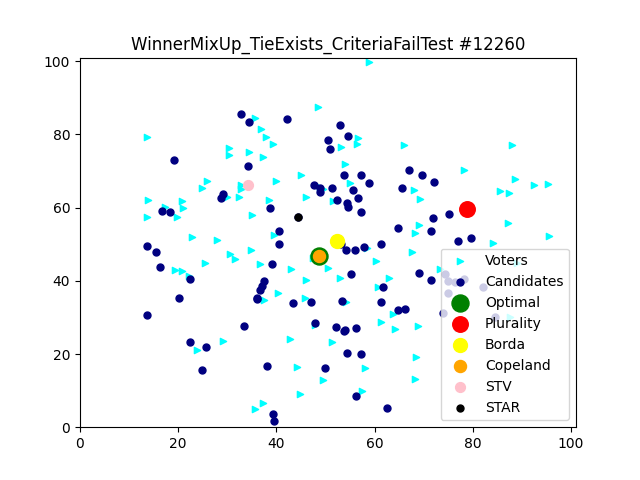 WinnerMixUp_TieExists_CriteriaFailTest #12260
100
80
60
40
20
0
0 20 40 60 80 100
Voters
Candidates
Optimal
Plurality
Borda
Copeland
STV
STAR